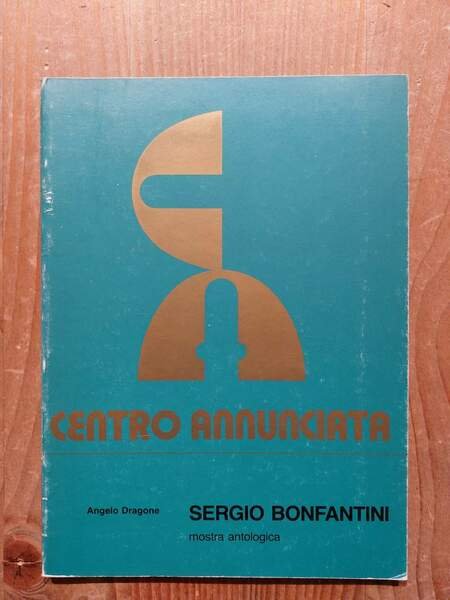 CENTRO ANNUNCIATA
Angelo Dragone
SERGIO BONFANTINI
mostra antologica